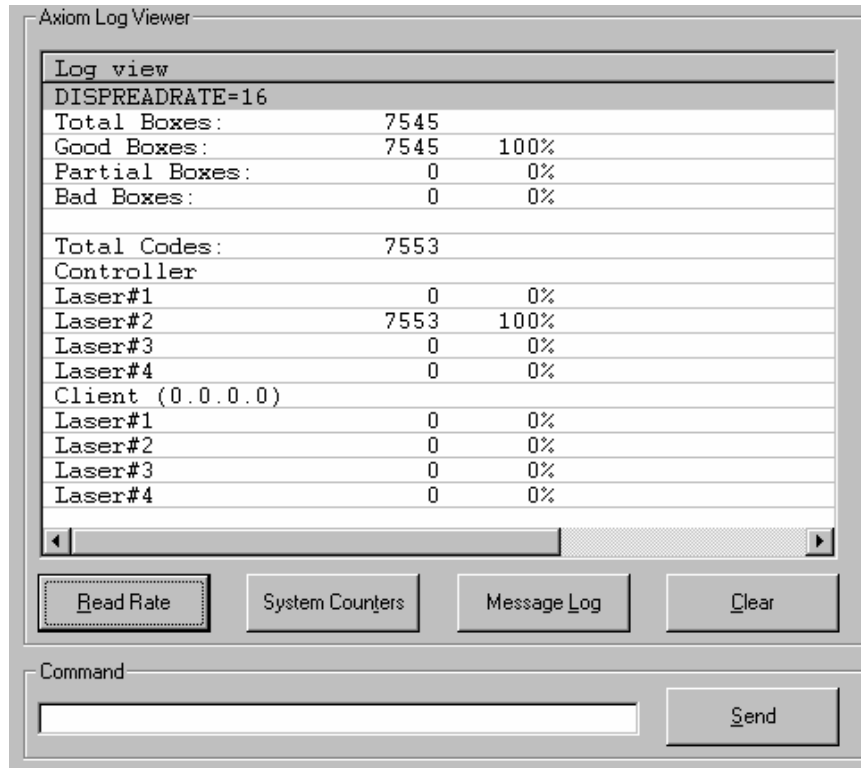 Axiom Log Viewer
Log view
DISPREADRATE=16
Total Boxes: 7545
Good Boxes: 7545 100%
Partial Boxes: 0 0%
Bad Boxes: 0 0%
Total Codes: 7553
Controller
Laser#1 0 0%
Laser#2 7553 100%
Laser#3 0 0%
Laser#4 0 0%
Client (0.0.0.0)
Laser#1 0 0%
Laser#2 0 0%
Laser#3 0 0%
Laser#4 0 0%
Read Rate System Counters Message Log Clear
Command
Send